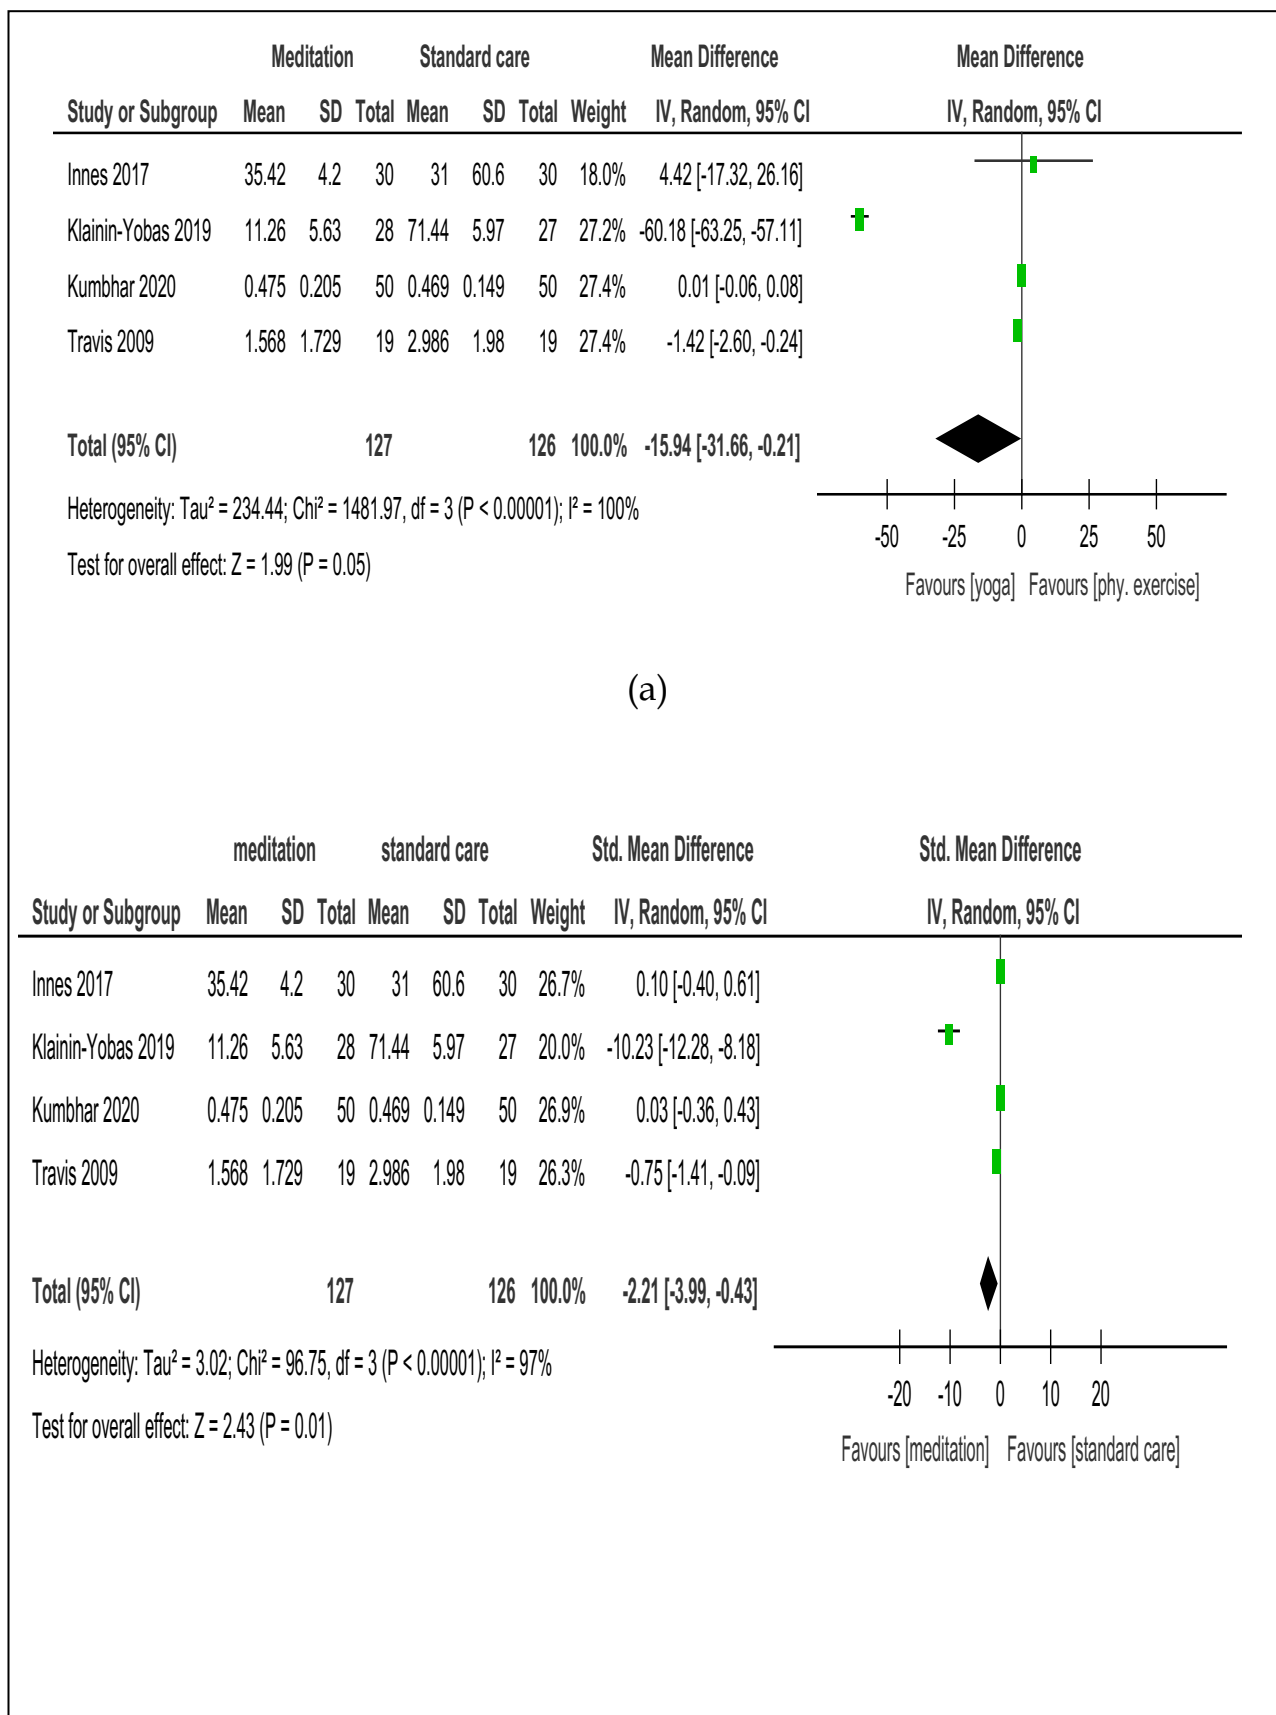 Meditation Standard care Mean Difference Mean Difference
Study or Subgroup Mean SD Total Mean SD Total Weight IV, Random, 95% CI IV, Random, 95% CI
Innes 2017 35.42 4.2 30 31 60.6 30 18.0% 4.42 [-17.32, 26.16]
Klainin-Yobas 2019 11.26 5.63 28 71.44 5.97 27 27.2% -60.18 [-63.25, -57.11]
Kumbhar 2020 0.475 0.205 50 0.469 0.149 50 27.4% 0.01 [-0.06, 0.08]
Travis 2009 1.568 1.729 19 2.986 1.98 19 27.4% -1.42 [-2.60, -0.24]
Total (95% CI) 127 126 100.0% -15.94 [-31.66, -0.21]
Heterogeneity: Tau² = 234.44; Chi² = 1481.97, df = 3 (P < 0.00001); I² = 100%
Test for overall effect: Z = 1.99 (P = 0.05)
-50 -25 0 25 50
Favours [yoga] Favours [phy. exercise]
(a)
meditation standard care Std. Mean Difference Std. Mean Difference
Study or Subgroup Mean SD Total Mean SD Total Weight IV, Random, 95% CI IV, Random, 95% CI
Innes 2017 35.42 4.2 30 31 60.6 30 26.7% 0.10 [-0.40, 0.61]
Klainin-Yobas 2019 11.26 5.63 28 71.44 5.97 27 20.0% -10.23 [-12.28, -8.18]
Kumbhar 2020 0.475 0.205 50 0.469 0.149 50 26.9% 0.03 [-0.36, 0.43]
Travis 2009 1.568 1.729 19 2.986 1.98 19 26.3% -0.75 [-1.41, -0.09]
Total (95% CI) 127 126 100.0% -2.21 [-3.99, -0.43]
Heterogeneity: Tau² = 3.02; Chi² = 96.75, df = 3 (P < 0.00001); I² = 97%
Test for overall effect: Z = 2.43 (P = 0.01)
-20 -10 0 10 20
Favours [meditation] Favours [standard care]